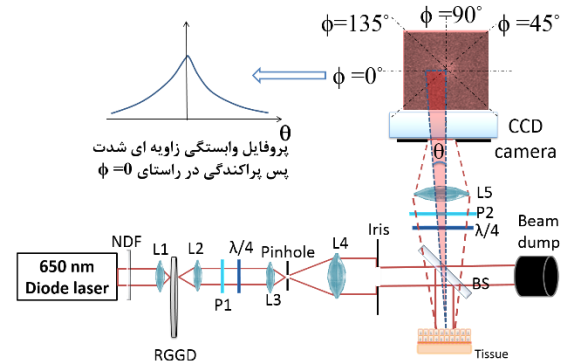 ϕ=135°
ϕ=90°
ϕ=45°
ϕ=0°
θ
پروفایل وابستگی زاویه ای شدت
پس پراکندگی در راستای ϕ=0
CCD
camera
θ
L5
P2
λ/4
Iris
Beam
dump
NDF
L1
L2
P1
λ/4
L3
Pinhole
L4
BS
650 nm
Diode laser
RGGD
Tissue